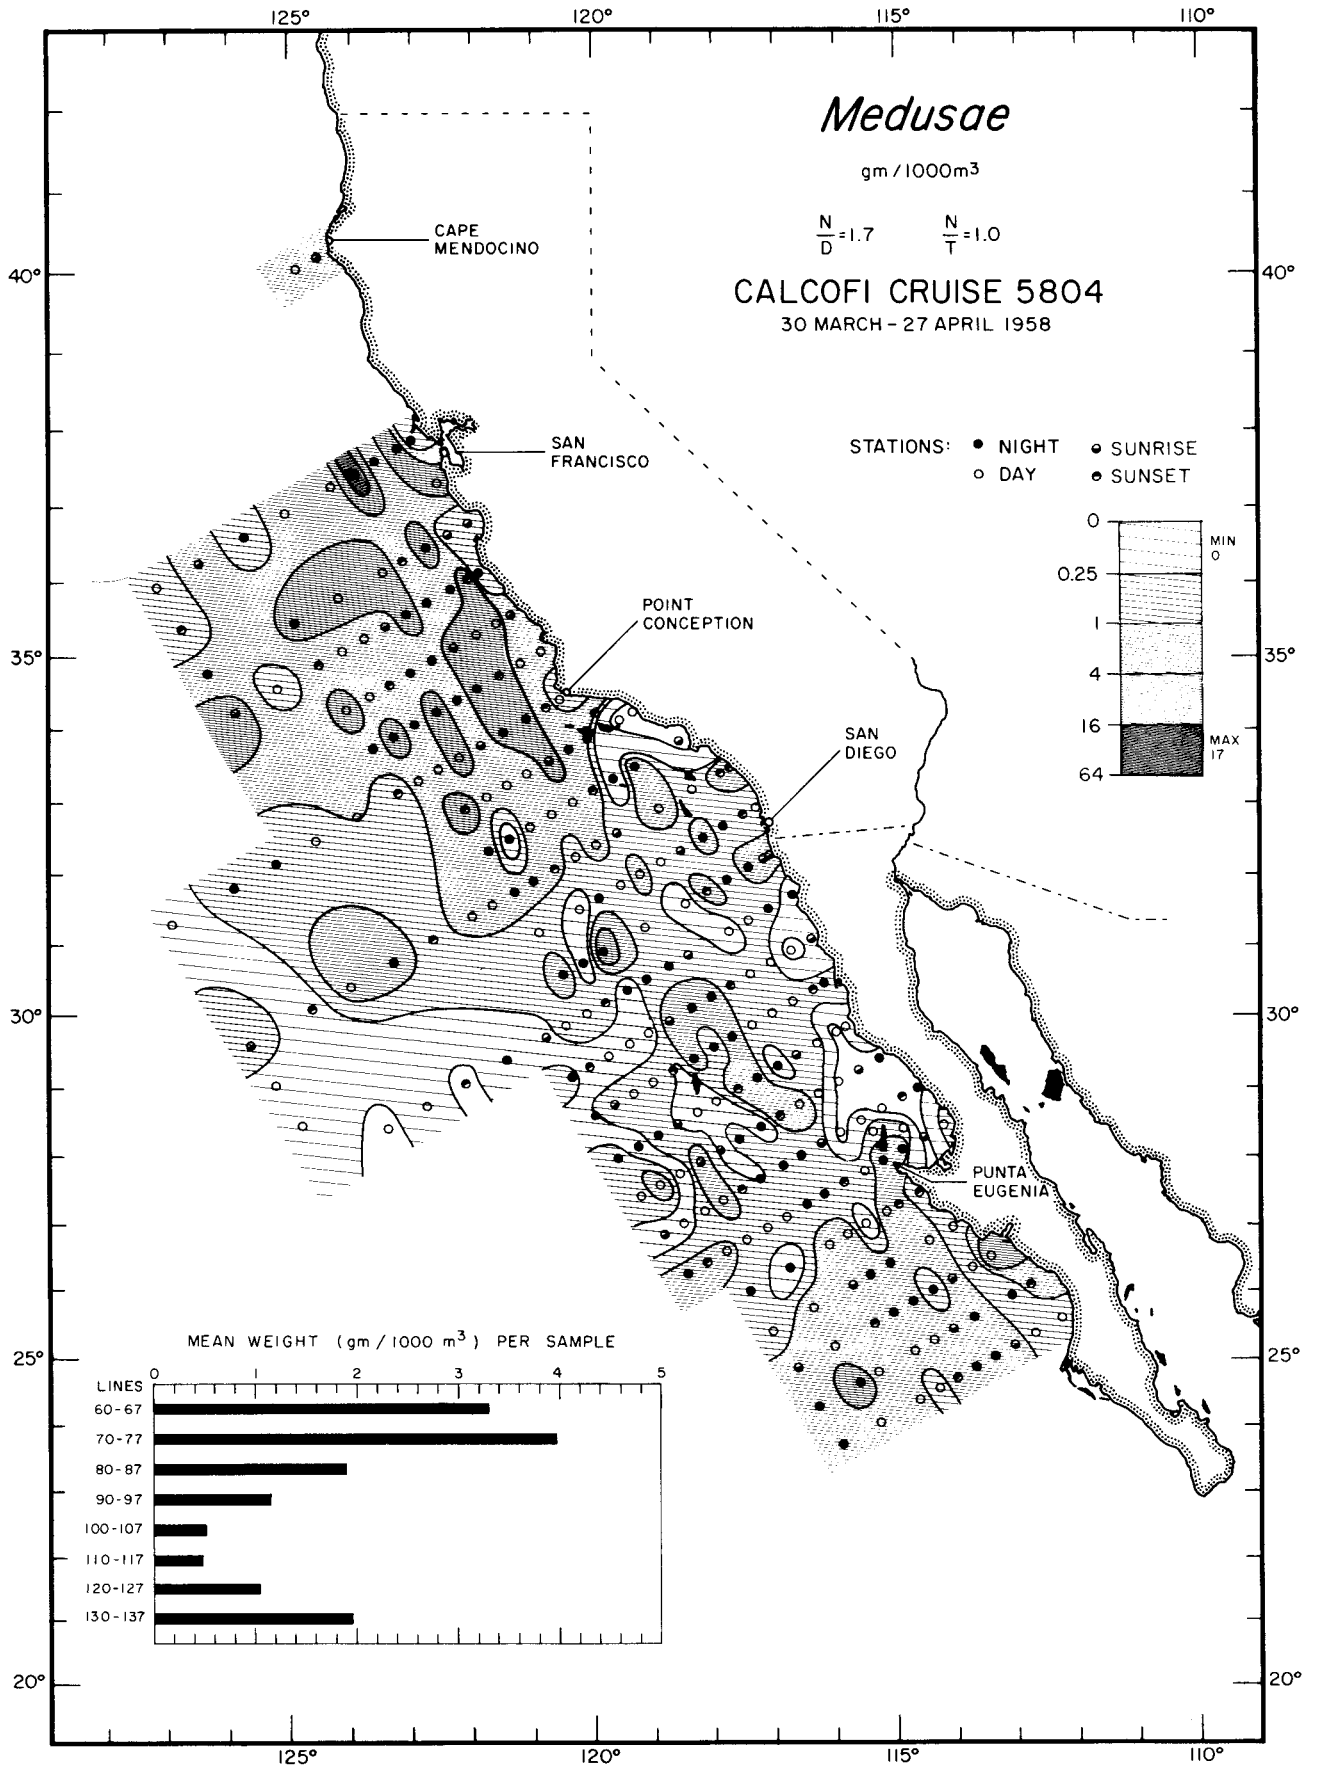 125° 120° 115° 110°
Medusae
gm/1000m³
N/D =1.7 N/T =1.0
CALCOFI CRUISE 5804
30 MARCH – 27 APRIL 1958
CAPE
MENDOCINO
40° 40°
STATIONS: NIGHT SUNRISE
DAY SUNSET
SAN
FRANCISCO
0
MIN
0
0.25
1
4
16
MAX
17
64
POINT
CONCEPTION
35° 35°
SAN
DIEGO
30° 30°
PUNTA
EUGENIA
25° 25°
MEAN WEIGHT (gm/1000 m³) PER SAMPLE
0 1 2 3 4 5
LINES
60-67
70-77
80-87
90-97
100-107
110-117
120-127
130-137
20° 20°
125° 120° 115° 110°